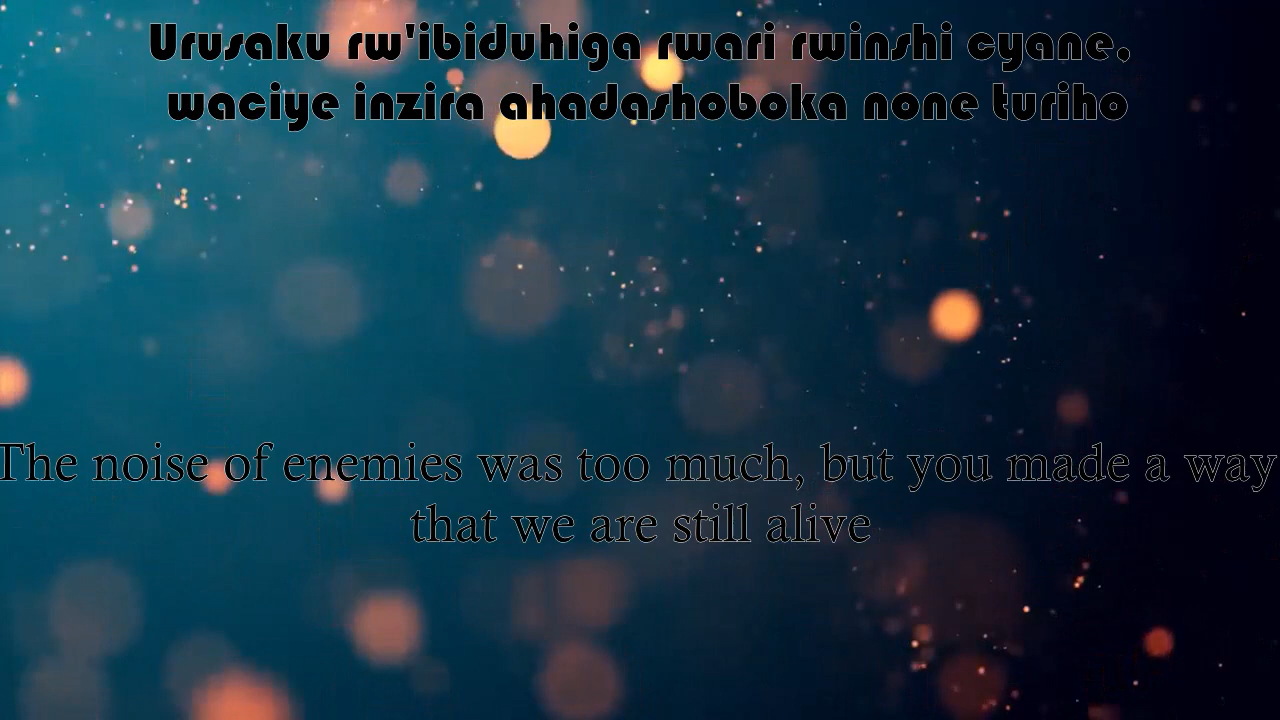 Urusaku rw'ibiduhiga rwari rwinshi cyane,
waciye inzira ahadashoboka none turiho
The noise of enemies was too much, but you made a way
that we are still alive